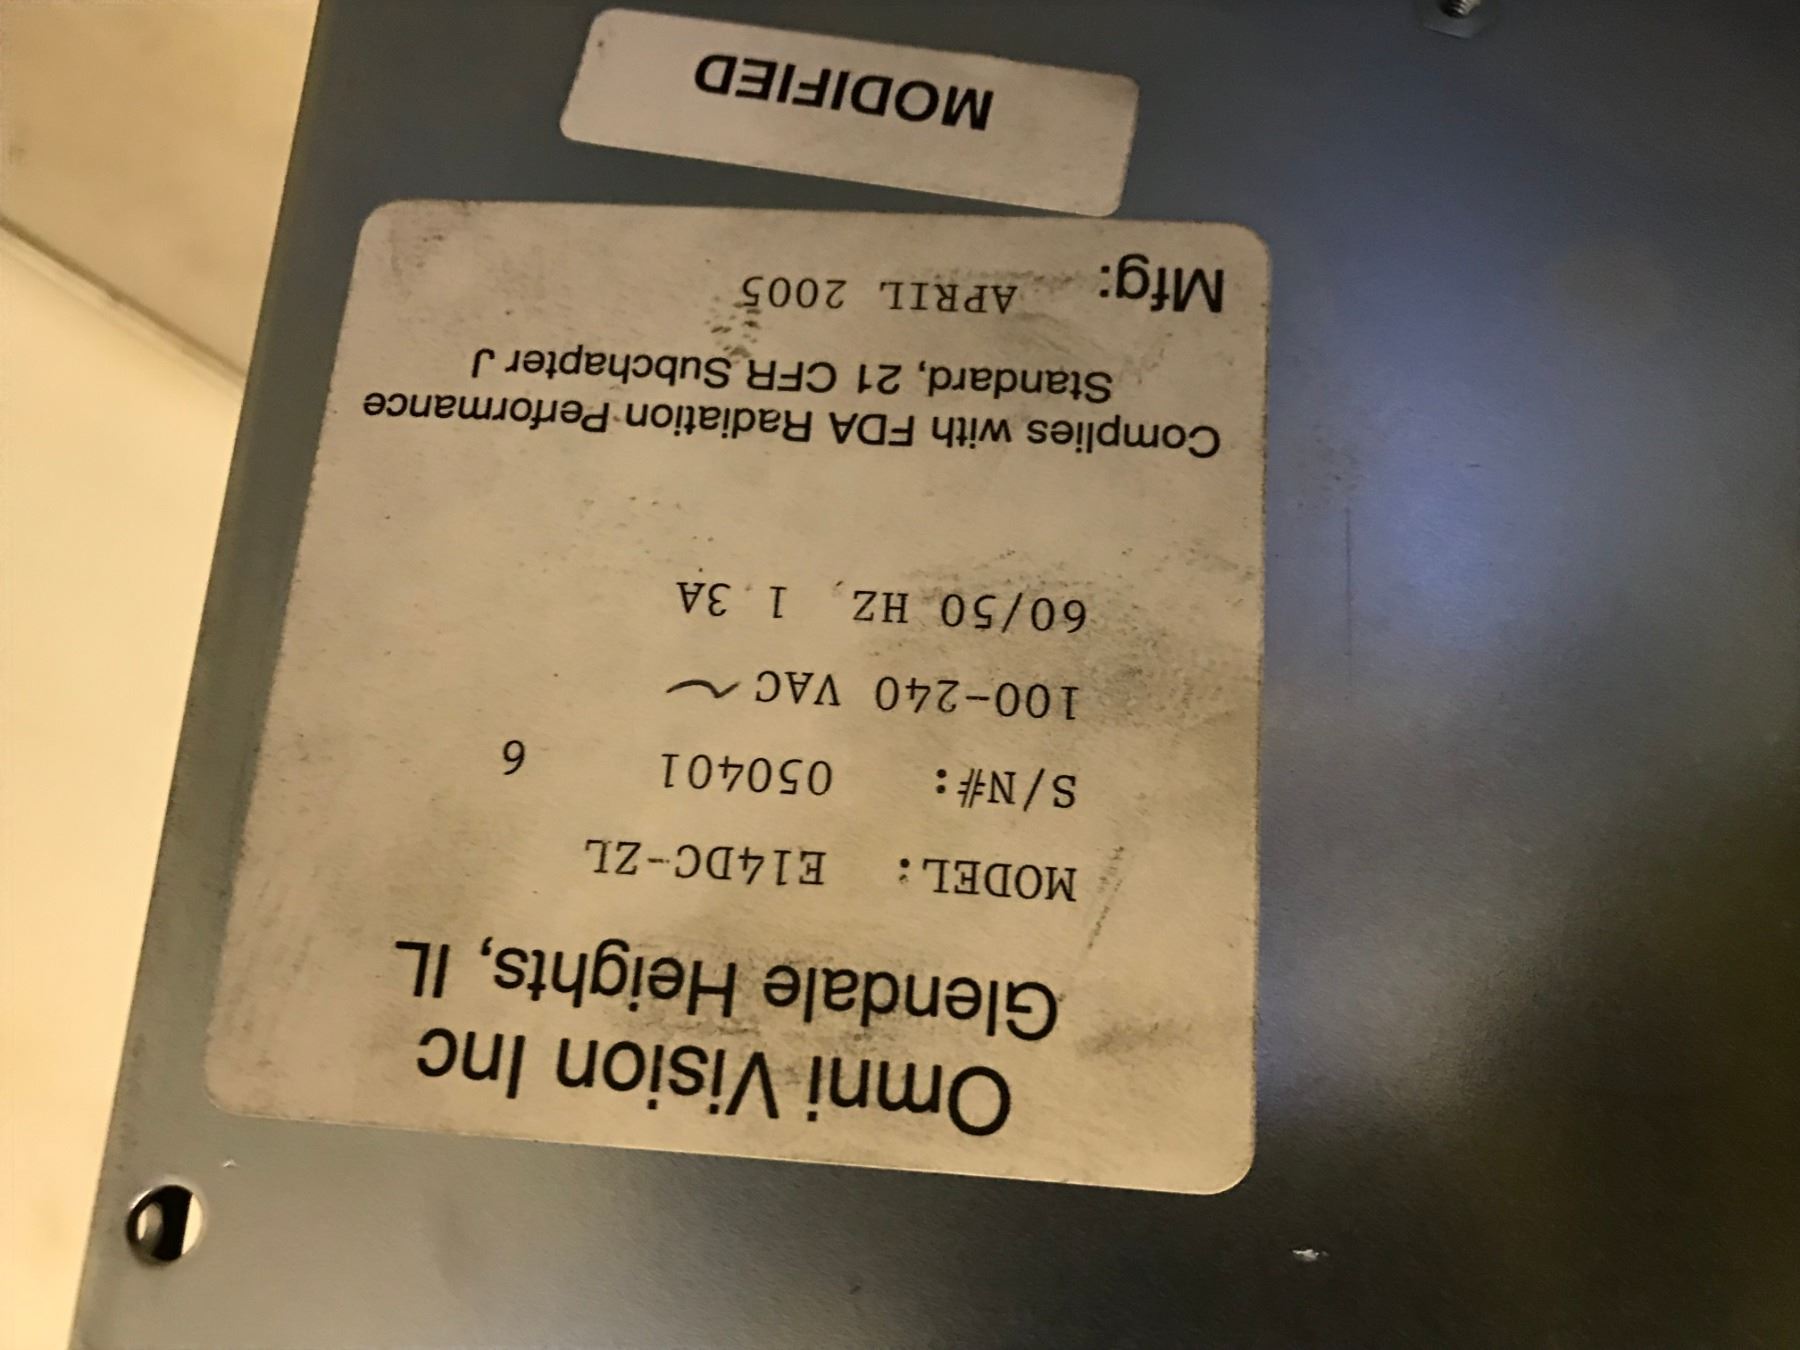 Omni Vision Inc
Glendale Heights, IL
MODEL: E14DC-ZL
S/N#: 050401 6
100-240 VAC ~
60/50 HZ, 1.3A
Complies with FDA Radiation Performance
Standard, 21 CFR Subchapter J
Mfg: APRIL 2005
MODIFIED